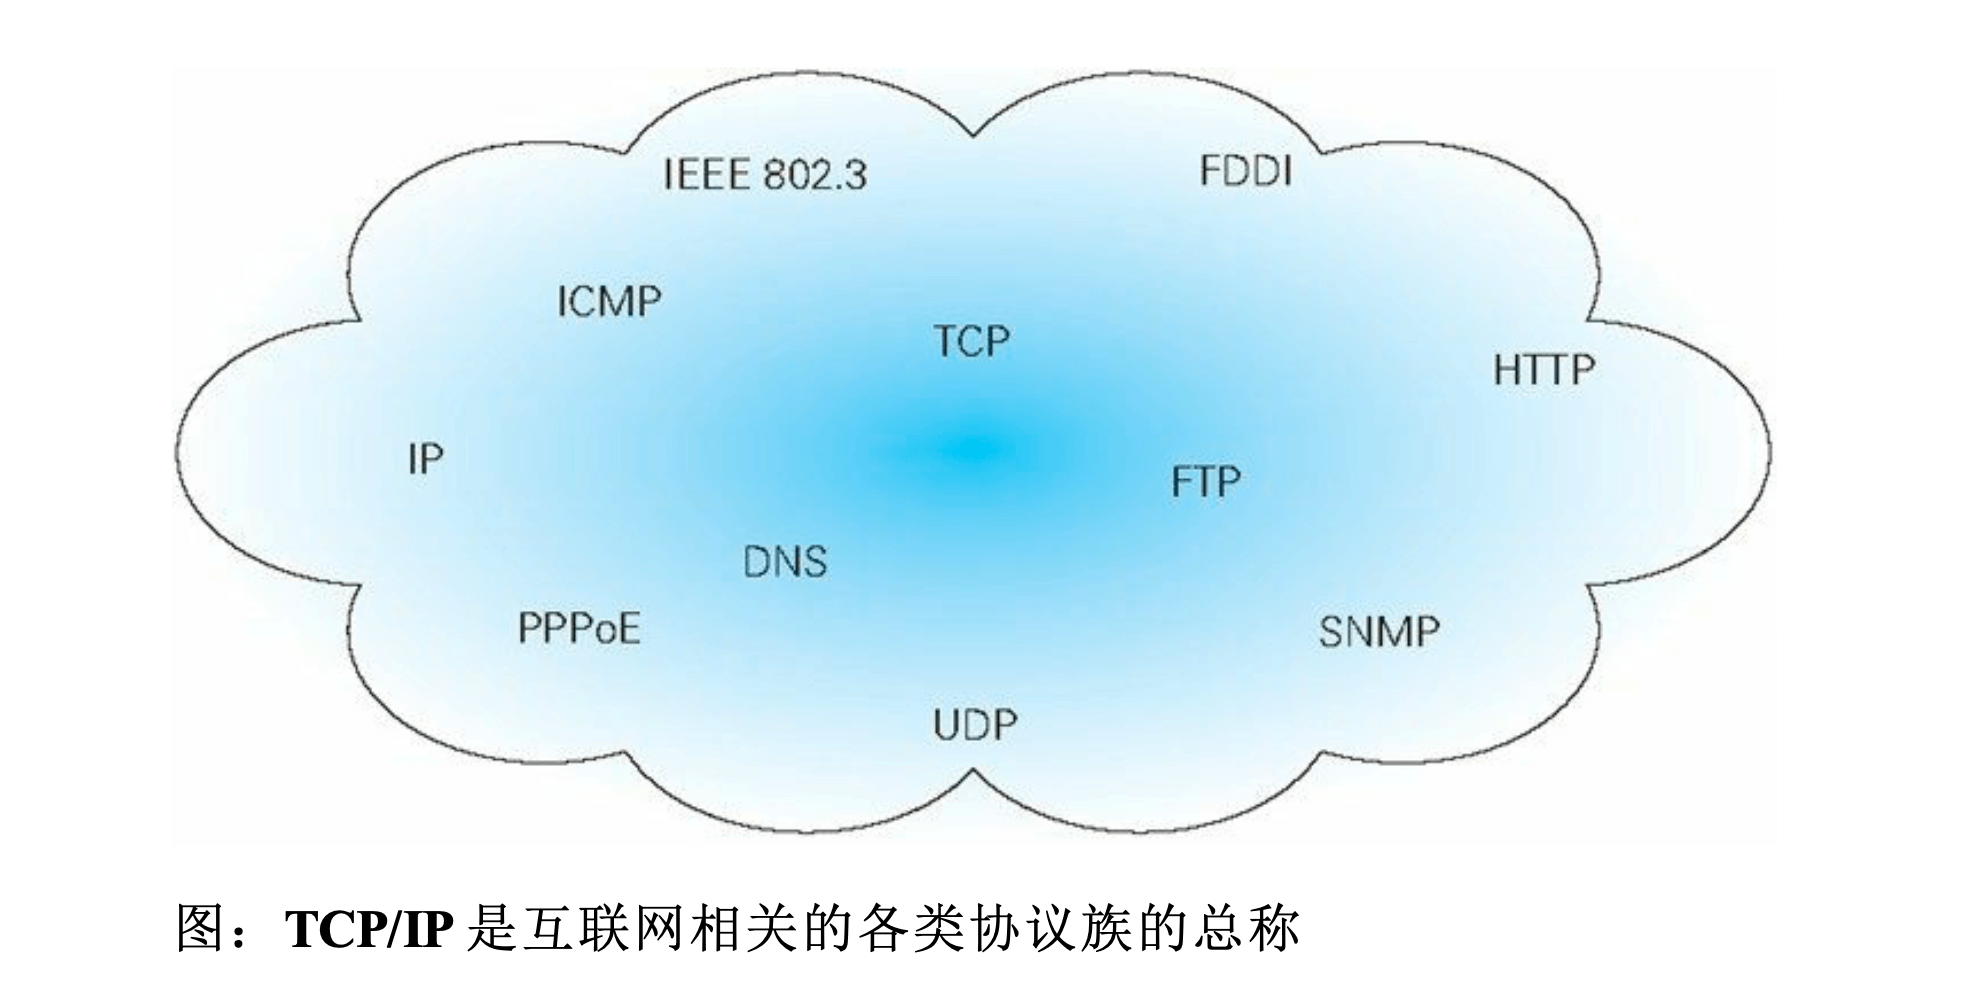 IEEE 802.3
FDDI
ICMP
TCP
HTTP
IP
FTP
DNS
PPPoE
SNMP
UDP
图：TCP/IP 是互联网相关的各类协议族的总称